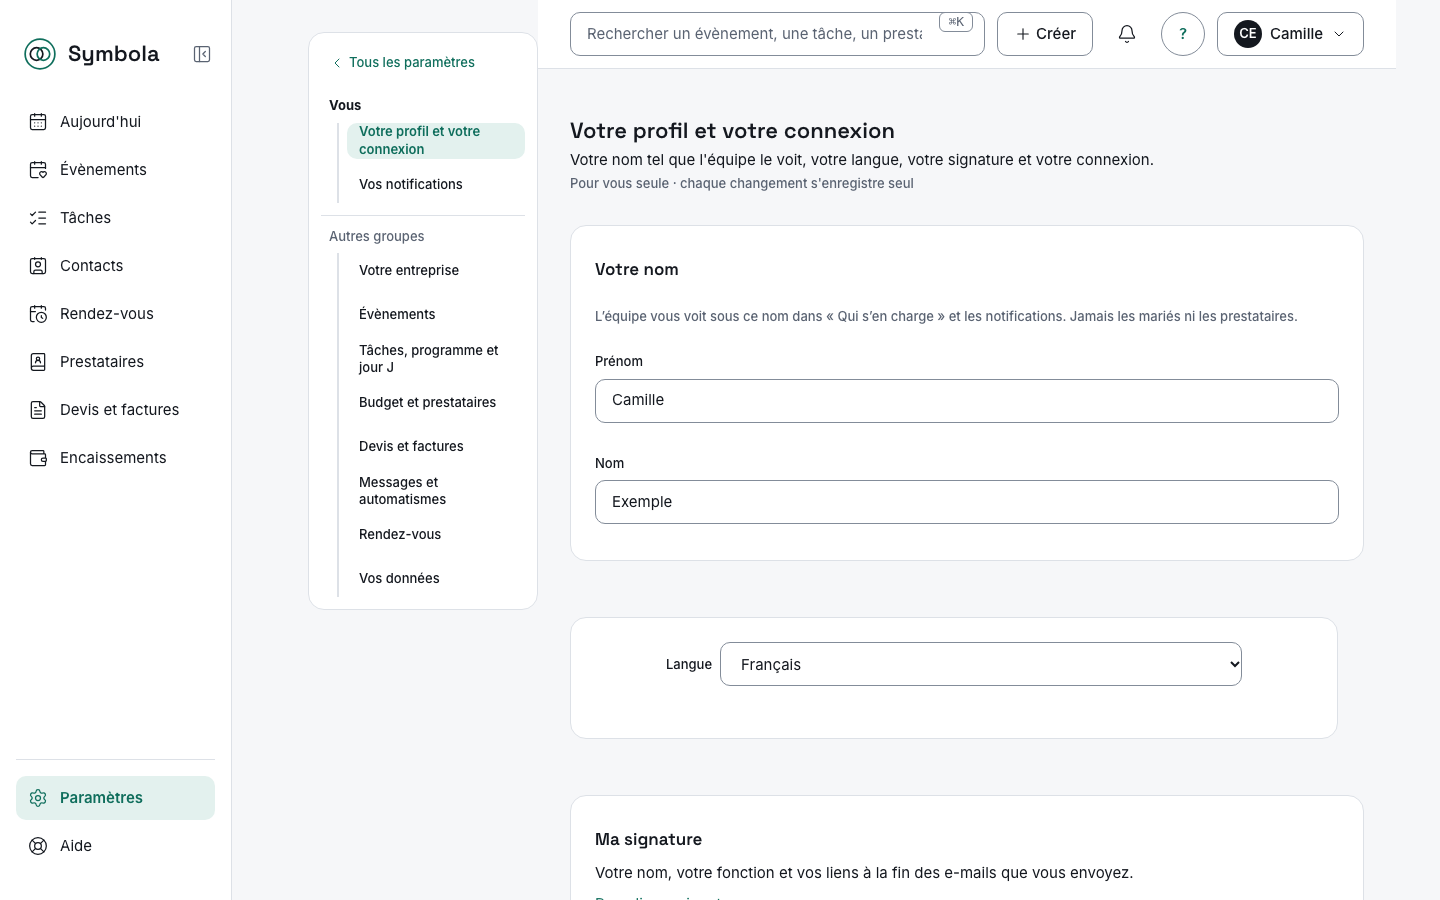 Symbola
Aujourd'hui
Évènements
Tâches
Contacts
Rendez-vous
Prestataires
Devis et factures
Encaissements
Paramètres
Aide
Tous les paramètres
Vous
Votre profil et votre
connexion
Vos notifications
Autres groupes
Votre entreprise
Évènements
Tâches, programme et
jour J
Budget et prestataires
Devis et factures
Messages et
automatismes
Rendez-vous
Vos données
Rechercher un évènement, une tâche, un presta
⌘K
Créer
?
CE
Camille
Votre profil et votre connexion
Votre nom tel que l'équipe le voit, votre langue, votre signature et votre connexion.
Pour vous seule · chaque changement s'enregistre seul
Votre nom
L’équipe vous voit sous ce nom dans « Qui s’en charge » et les notifications. Jamais les mariés ni les prestataires.
Prénom
Camille
Nom
Exemple
Langue
Français
Ma signature
Votre nom, votre fonction et vos liens à la fin des e-mails que vous envoyez.